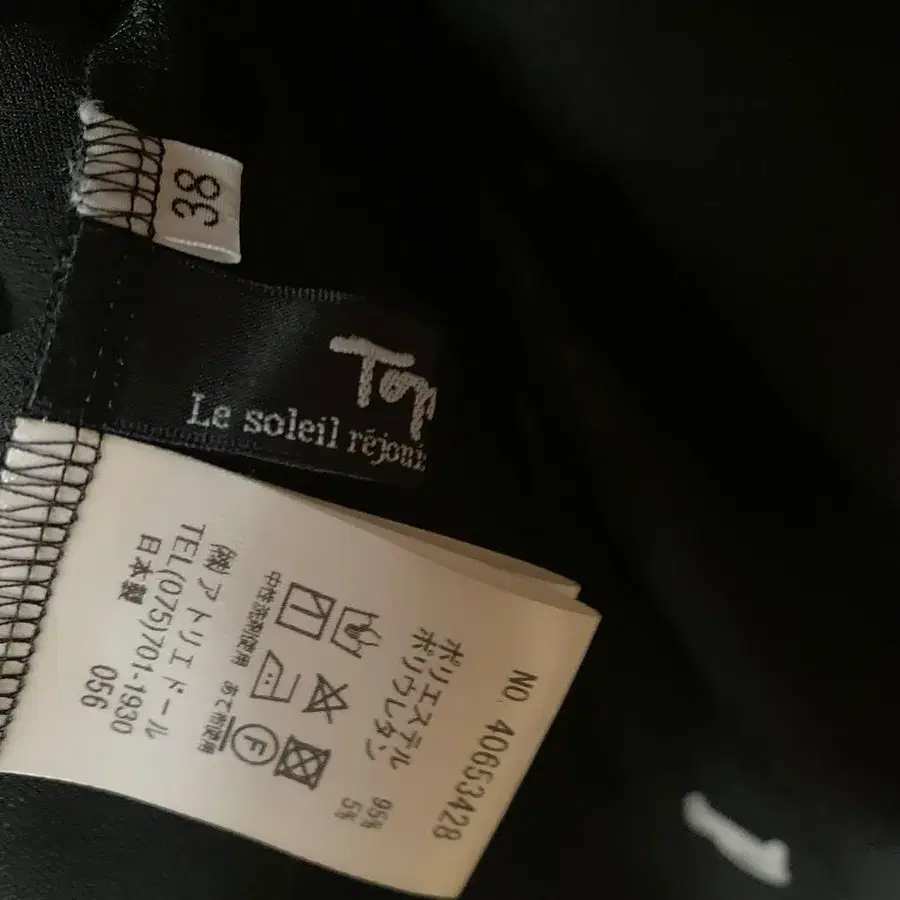 38
Le soleil
NO. 40653428
ポリエステル 95%
ポリウレタン 5%
中性洗剤使用 あて布使用
F
(株)アトリエドール
TEL(075)701-1930
日本製 056